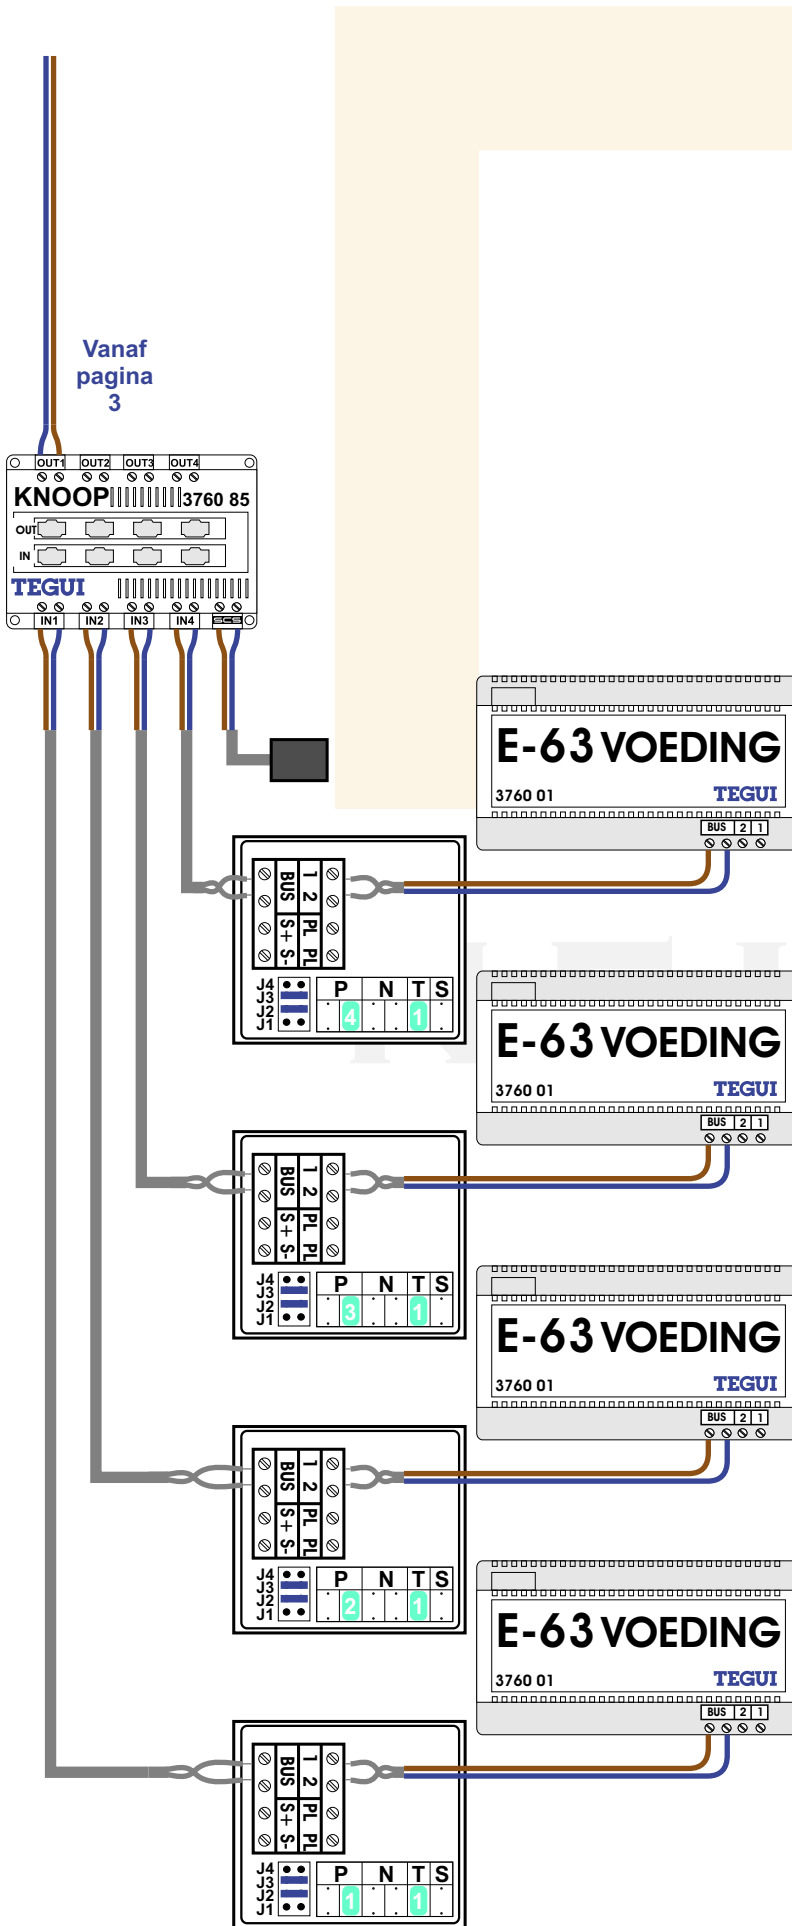 Vanaf
pagina
3
OUT1 OUT2 OUT3 OUT4
KNOOP 3760 85
OUT
IN
TEGUI
IN1 IN2 IN3 IN4 SCS
E-63 VOEDING
3760 01 TEGUI
BUS 2 1
BUS 1 2
S+ S- PL PL
J4
J3
J2
J1
P N T S
4 1
E-63 VOEDING
3760 01 TEGUI
BUS 2 1
BUS 1 2
S+ S- PL PL
J4
J3
J2
J1
P N T S
3 1
E-63 VOEDING
3760 01 TEGUI
BUS 2 1
BUS 1 2
S+ S- PL PL
J4
J3
J2
J1
P N T S
2 1
E-63 VOEDING
3760 01 TEGUI
BUS 2 1
BUS 1 2
S+ S- PL PL
J4
J3
J2
J1
P N T S
1 1